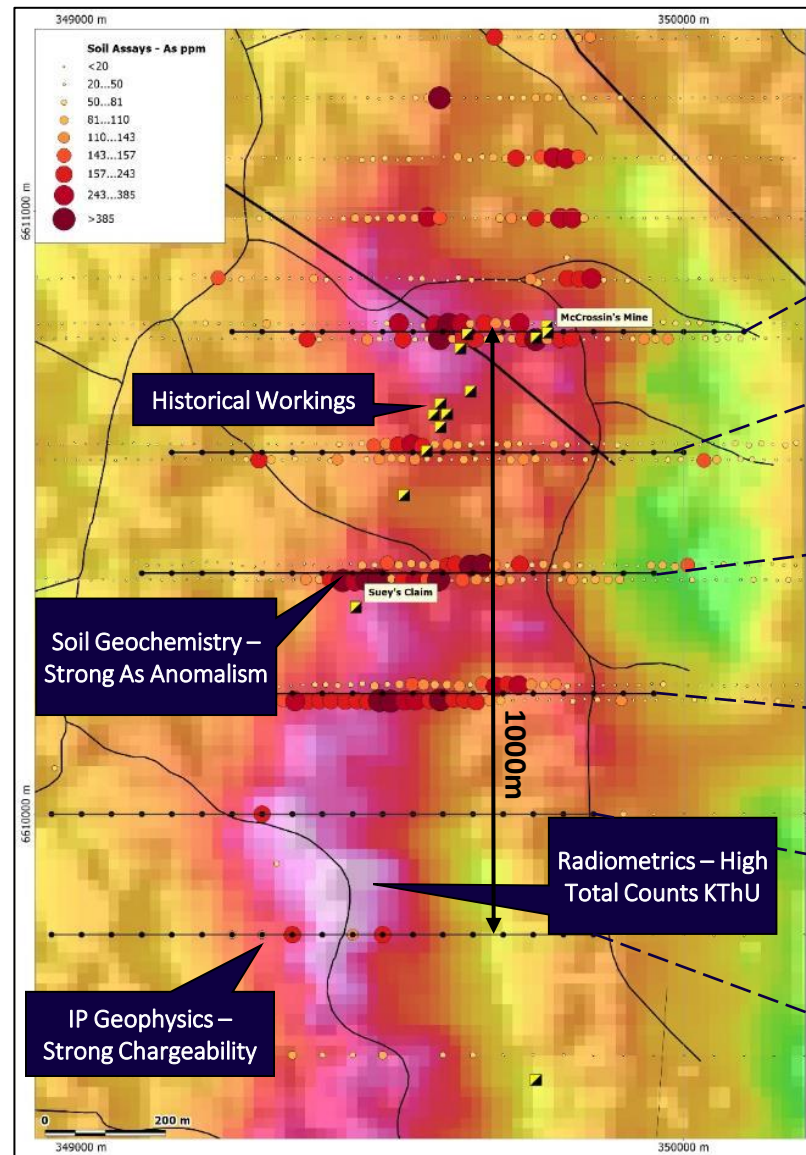 349000 m
350000 m
Soil Assays - As ppm
<20
20...50
50...81
81...110
110...143
143...157
157...243
243...385
>385
6611000 m
McCrossin's Mine
Historical Workings
Suey's Claim
Soil Geochemistry –
Strong As Anomalism
1000m
6610000 m
Radiometrics – High
Total Counts KThU
IP Geophysics –
Strong Chargeability
0
200 m
349000 m
350000 m